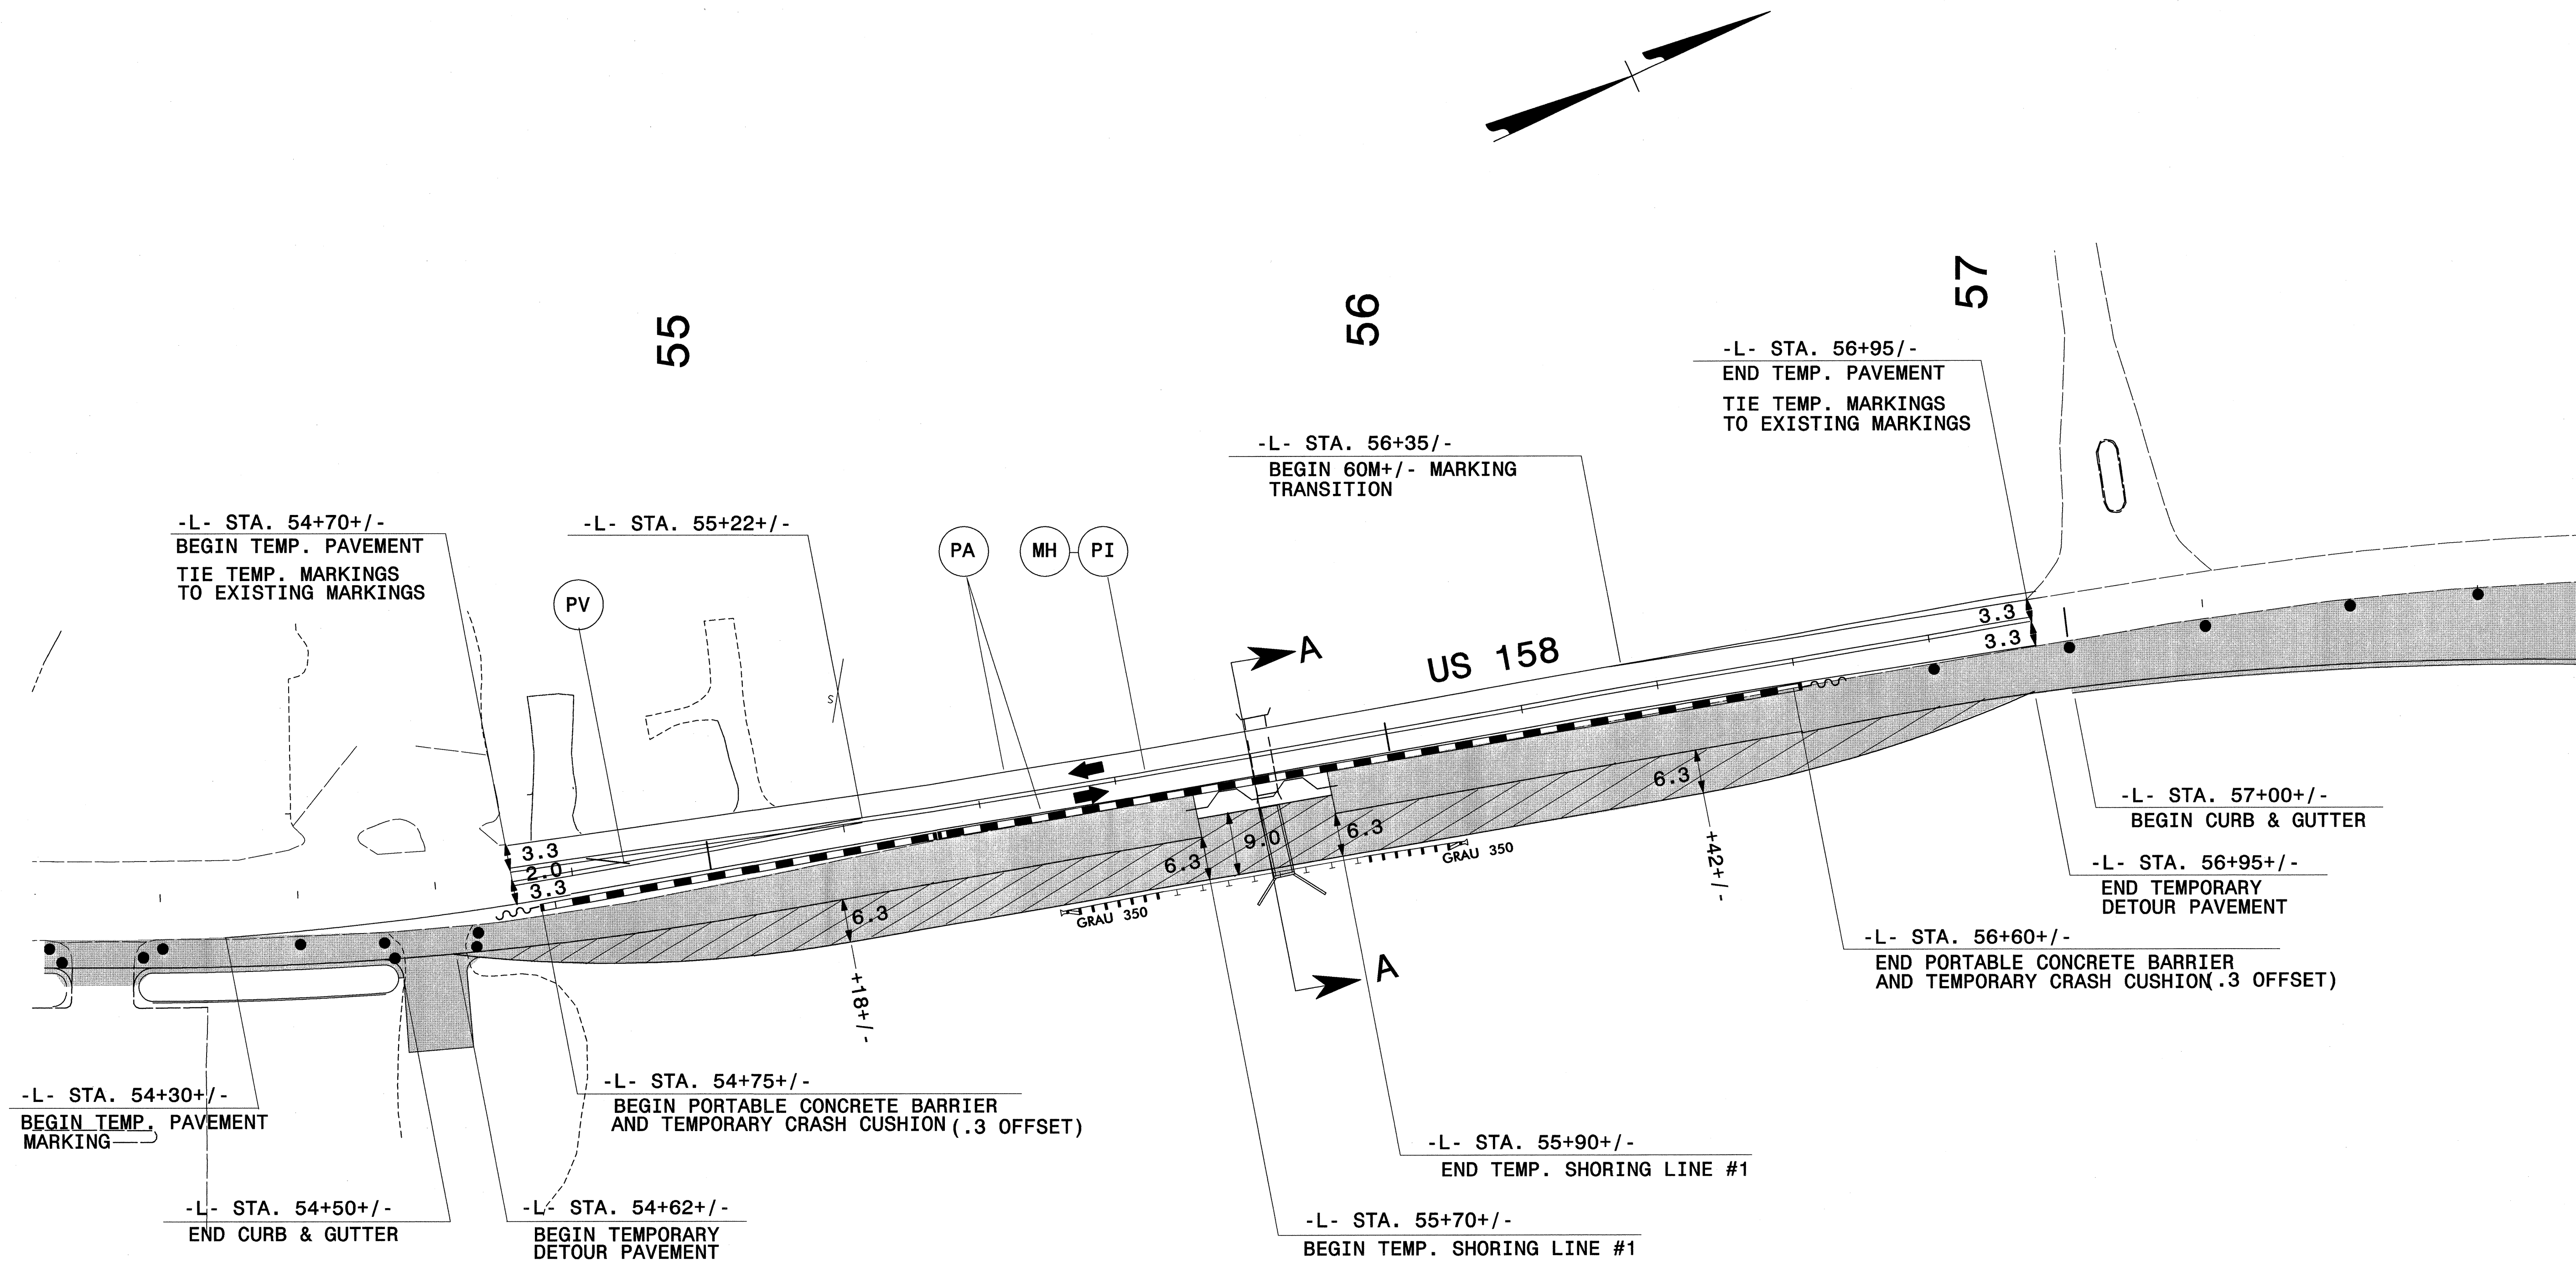 55
56
57
-L- STA. 56+95/-
END TEMP. PAVEMENT
TIE TEMP. MARKINGS
TO EXISTING MARKINGS
-L- STA. 56+35/-
BEGIN 60M+/- MARKING
TRANSITION
-L- STA. 54+70+/-
BEGIN TEMP. PAVEMENT
TIE TEMP. MARKINGS
TO EXISTING MARKINGS
-L- STA. 55+22+/-
PV
PA
MH
PI
S
A
US 158
3.3
3.3
3.3
2.0
3.3
6.3
+18+/-
GRAU 350
6.3
9.0
6.3
GRAU 350
6.3
+42+/-
A
-L- STA. 57+00+/-
BEGIN CURB & GUTTER
-L- STA. 56+95+/-
END TEMPORARY
DETOUR PAVEMENT
-L- STA. 56+60+/-
END PORTABLE CONCRETE BARRIER
AND TEMPORARY CRASH CUSHION(.3 OFFSET)
-L- STA. 54+30+/-
BEGIN TEMP. PAVEMENT
MARKING
-L- STA. 54+75+/-
BEGIN PORTABLE CONCRETE BARRIER
AND TEMPORARY CRASH CUSHION (.3 OFFSET)
-L- STA. 55+90+/-
END TEMP. SHORING LINE #1
-L- STA. 54+50+/-
END CURB & GUTTER
-L- STA. 54+62+/-
BEGIN TEMPORARY
DETOUR PAVEMENT
-L- STA. 55+70+/-
BEGIN TEMP. SHORING LINE #1